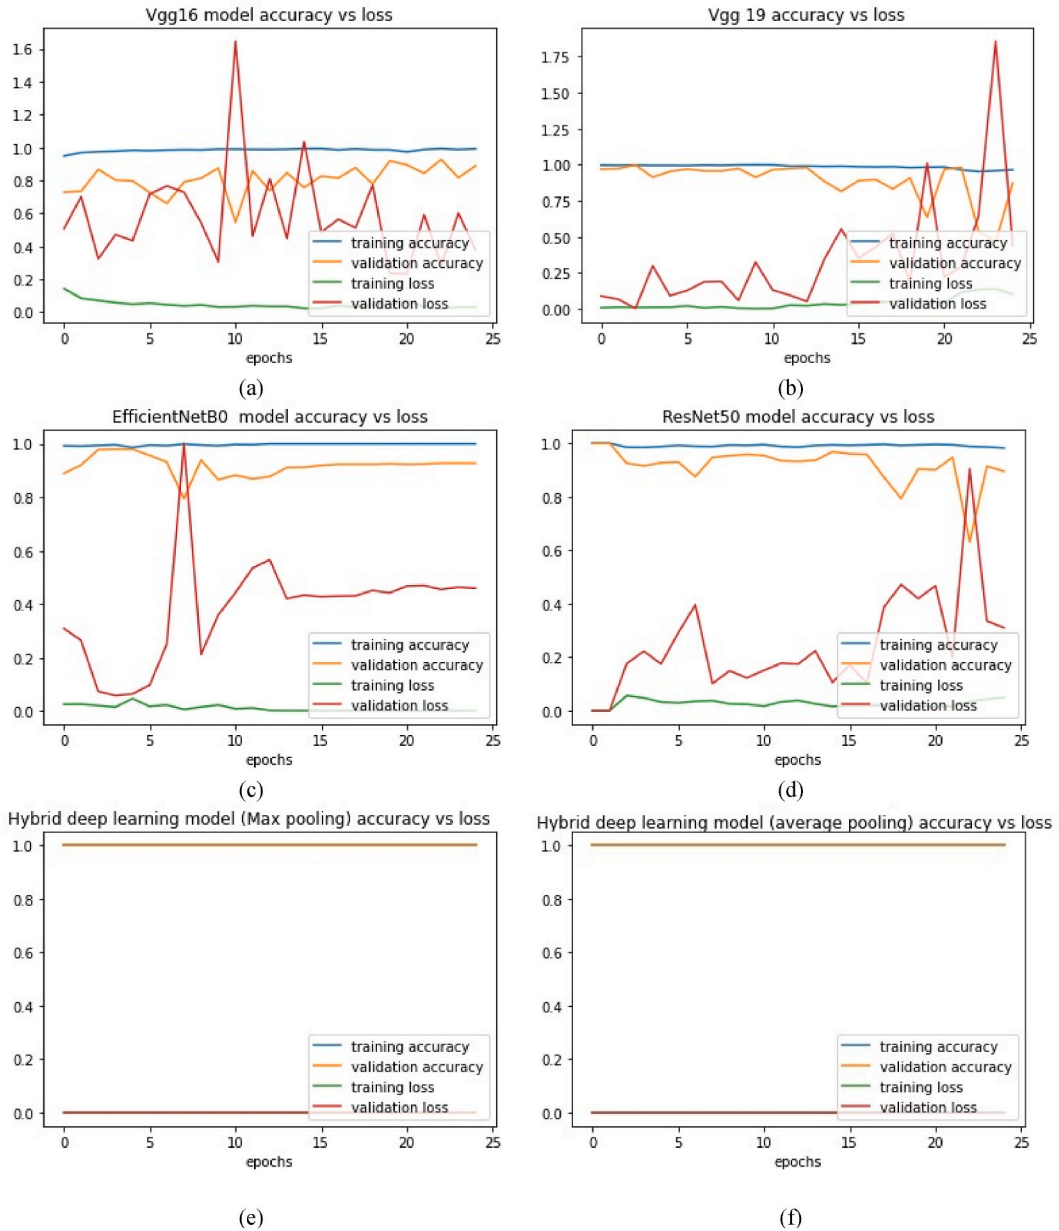 Vgg16 model accuracy vs loss
1.6
1.4
1.2
1.0
0.8
0.6
0.4
0.2
0.0
training accuracy
validation accuracy
training loss
validation loss
0 5 10 15 20 25
epochs
(a)
Vgg 19 accuracy vs loss
1.75
1.50
1.25
1.00
0.75
0.50
0.25
0.00
training accuracy
validation accuracy
training loss
validation loss
0 5 10 15 20 25
epochs
(b)
EfficientNetB0 model accuracy vs loss
1.0
0.8
0.6
0.4
0.2
0.0
training accuracy
validation accuracy
training loss
validation loss
0 5 10 15 20 25
epochs
(c)
ResNet50 model accuracy vs loss
1.0
0.8
0.6
0.4
0.2
0.0
training accuracy
validation accuracy
training loss
validation loss
0 5 10 15 20 25
epochs
(d)
Hybrid deep learning model (Max pooling) accuracy vs loss
1.0
0.8
0.6
0.4
0.2
0.0
training accuracy
validation accuracy
training loss
validation loss
0 5 10 15 20 25
epochs
(e)
Hybrid deep learning model (average pooling) accuracy vs loss
1.0
0.8
0.6
0.4
0.2
0.0
training accuracy
validation accuracy
training loss
validation loss
0 5 10 15 20 25
epochs
(f)